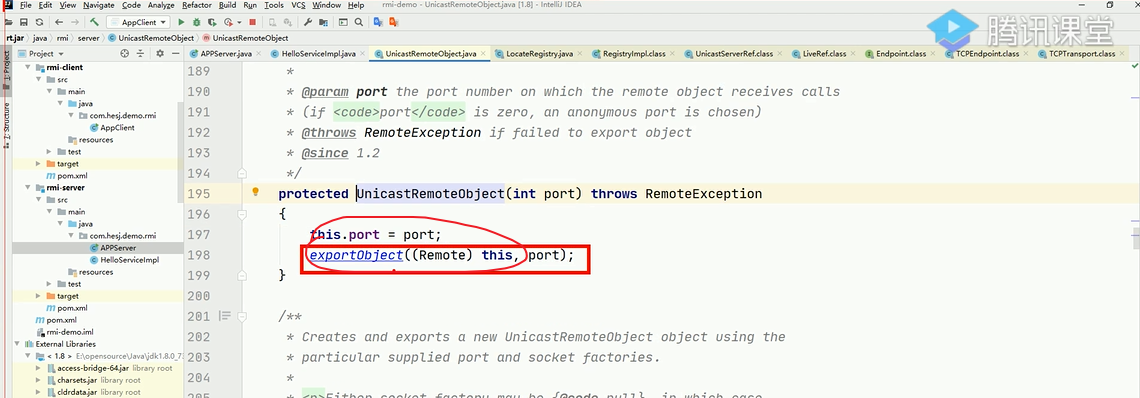 File Edit View Navigate Code Analyze Refactor Build Run Tools VCS Window Help rmi-demo - UnicastRemoteObject.java [1.8] - IntelliJ IDEA
AppClient
腾讯课堂
rt.jar java rmi server UnicastRemoteObject UnicastRemoteObject
Project
APPServer.java HelloServiceImpl.java UnicastRemoteObject.java LocateRegistry.java RegistryImpl.class UnicastServerRef.class LiveRef.class Endpoint.class TCPEndpoint.class TCPTransport.class
1: Project
Z: Structure
rmi-client
src
main
java
com.hesj.demo.rmi
AppClient
resources
test
target
pom.xml
rmi-server
src
main
java
com.hesj.demo.rmi
APPServer
HelloServiceImpl
resources
test
target
pom.xml
pom.xml
rmi-demo.iml
External Libraries
< 1.8 > E:\opensource\Java\jdk1.8.0_7
access-bridge-64.jar library root
charsets.jar library root
cldrdata.jar library root
189 *
190 * @param port the port number on which the remote object receives calls
191 * (if <code>port</code> is zero, an anonymous port is chosen)
192 * @throws RemoteException if failed to export object
193 * @since 1.2
194 */
195 protected UnicastRemoteObject(int port) throws RemoteException
196 {
197 this.port = port;
198 exportObject((Remote) this, port);
199 }
200
201 /**
202 * Creates and exports a new UnicastRemoteObject object using the
203 * particular supplied port and socket factories.
204 *
205 * <p>Either socket factory may be {@code null}, in which case